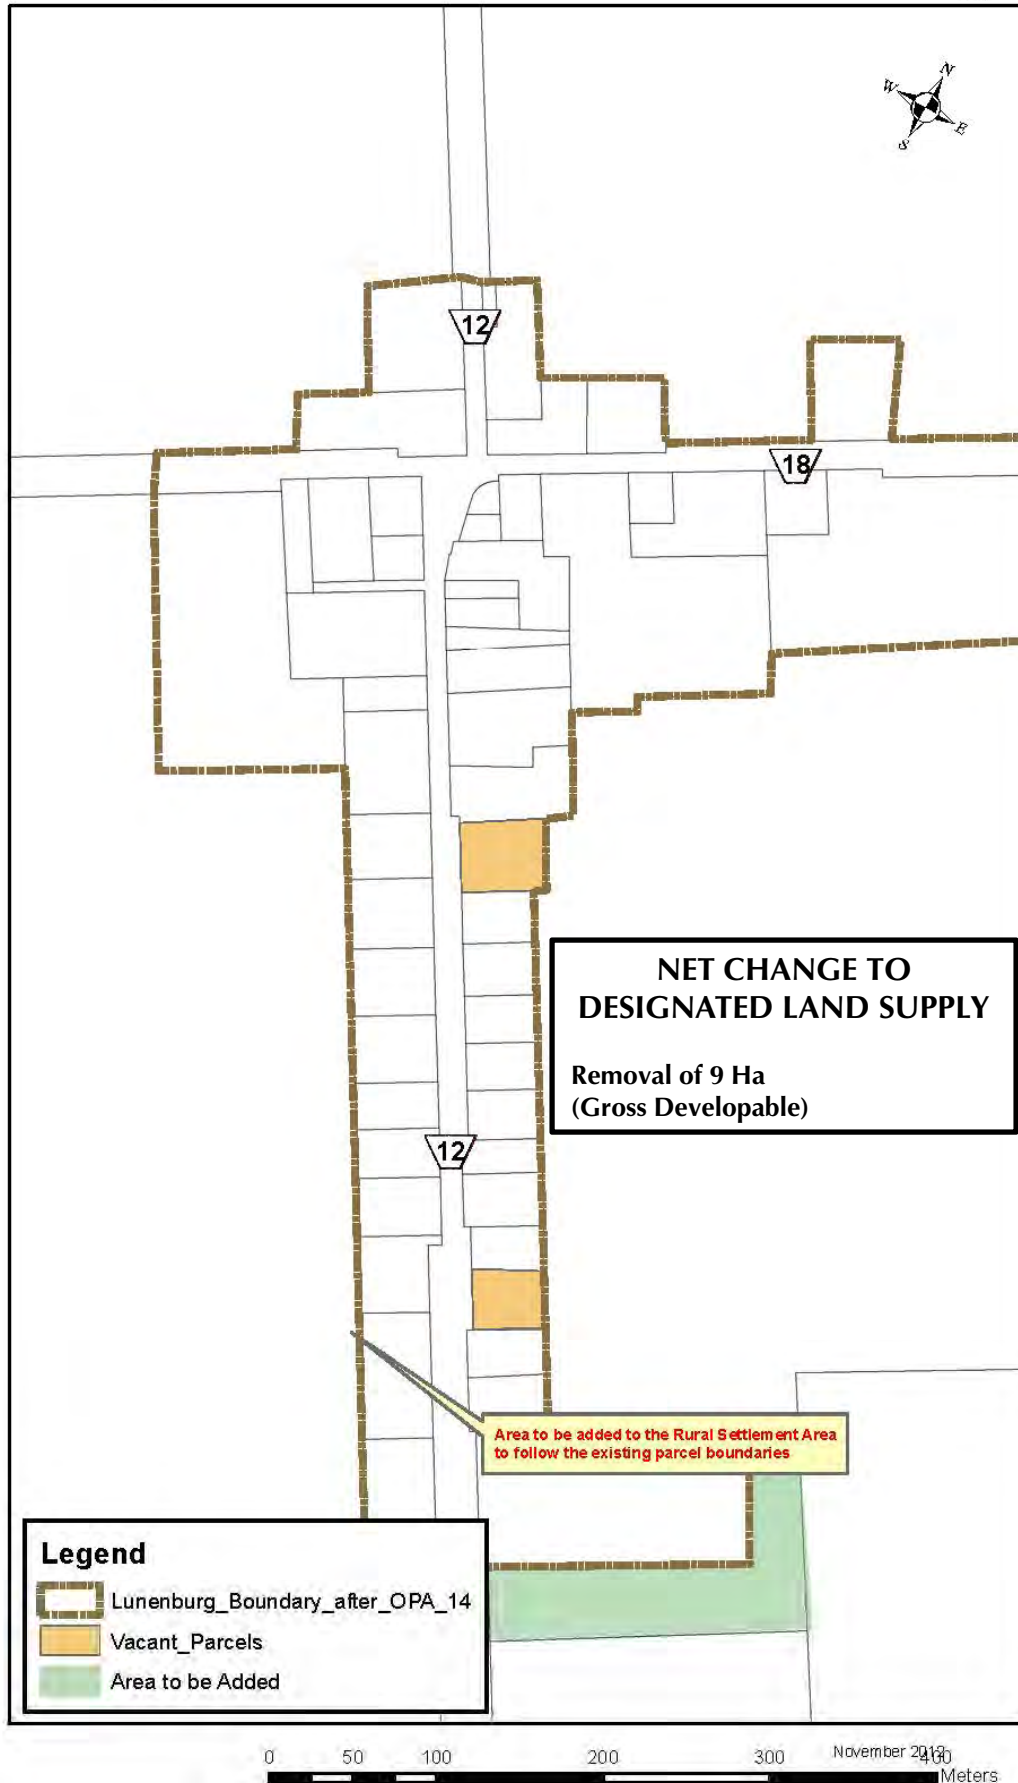 N
W
E
S
12
18
NET CHANGE TO
DESIGNATED LAND SUPPLY
Removal of 9 Ha
(Gross Developable)
12
Area to be added to the Rural Settlement Area
to follow the existing parcel boundaries
Legend
Lunenburg_Boundary_after_OPA_14
Vacant_Parcels
Area to be Added
November
0 50 100 200 300 400
Meters